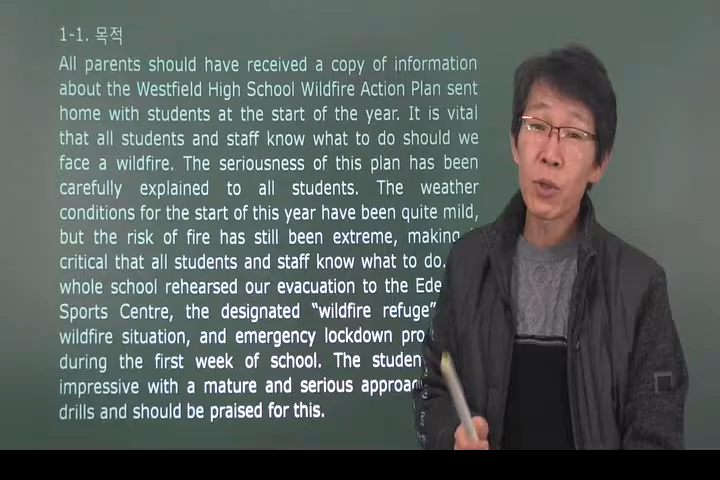 1-1. 목적
All parents should have received a copy of information
about the Westfield High School Wildfire Action Plan sent
home with students at the start of the year. It is vital
that all students and staff know what to do should we
face a wildfire. The seriousness of this plan has been
carefully explained to all students. The weather
conditions for the start of this year have been quite mild,
but the risk of fire has still been extreme, making
critical that all students and staff know what to do.
whole school rehearsed our evacuation to the
Sports Centre, the designated “wildfire refuge”
wildfire situation, and emergency lockdown
during the first week of school. The
impressive with a mature and serious
drills and should be praised for this.